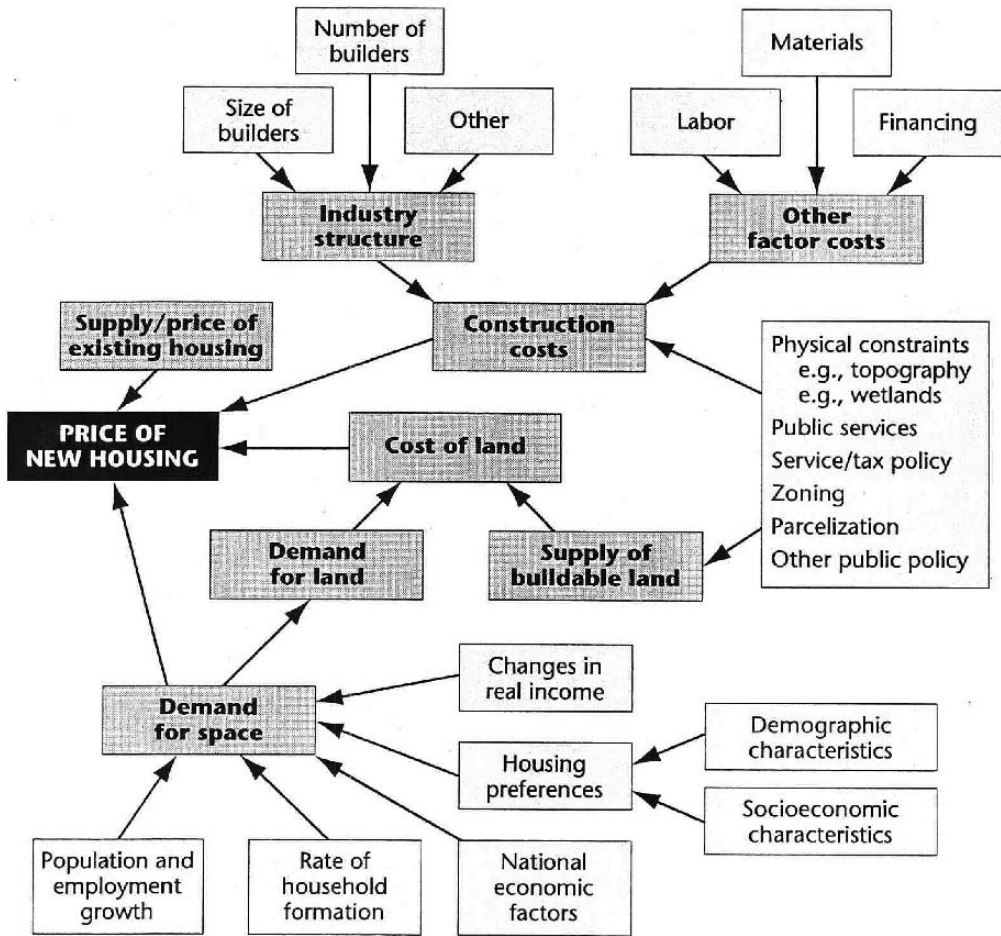 Number of
builders
Materials
Size of
builders
Other
Labor
Financing
Industry
structure
Other
factor costs
Supply/price of
existing housing
Construction
costs
Physical constraints
e.g., topography
e.g., wetlands
Public services
Service/tax policy
Zoning
Parcelization
Other public policy
PRICE OF
NEW HOUSING
Cost of land
Demand
for land
Supply of
buildable land
Changes in
real income
Demand
for space
Housing
preferences
Demographic
characteristics
Socioeconomic
characteristics
Population and
employment
growth
Rate of
household
formation
National
economic
factors